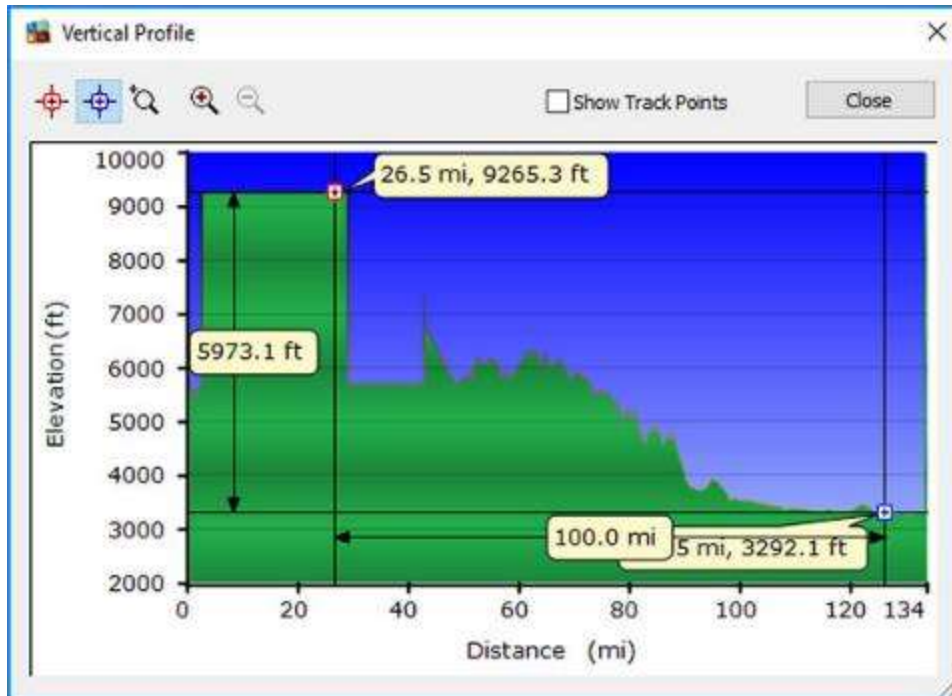 Vertical Profile
Show Track Points
Close
10000
9000
8000
7000
6000
5000
4000
3000
2000
Elevation (ft)
26.5 mi, 9265.3 ft
5973.1 ft
100.0 mi
5 mi, 3292.1 ft
0 20 40 60 80 100 120 134
Distance (mi)